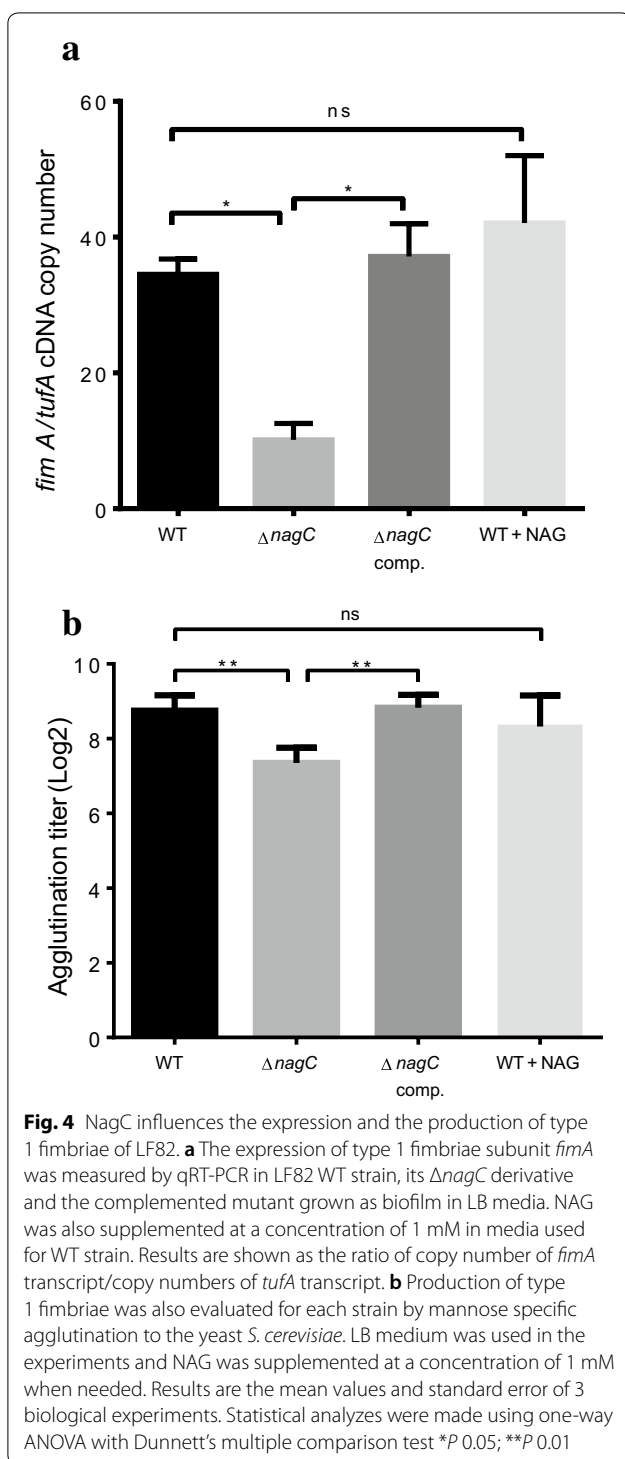 a
60
40
20
0
fim A/tufA cDNA copy number
ns
*
*
WT
ΔnagC
ΔnagC
comp.
WT + NAG
b
10
8
6
4
2
0
Agglutination titer (Log2)
ns
**
**
WT
ΔnagC
Δ nagC
comp.
WT + NAG
Fig. 4 NagC influences the expression and the production of type
1 fimbriae of LF82. a The expression of type 1 fimbriae subunit fimA
was measured by qRT-PCR in LF82 WT strain, its ΔnagC derivative
and the complemented mutant grown as biofilm in LB media. NAG
was also supplemented at a concentration of 1 mM in media used
for WT strain. Results are shown as the ratio of copy number of fimA
transcript/copy numbers of tufA transcript. b Production of type
1 fimbriae was also evaluated for each strain by mannose specific
agglutination to the yeast S. cerevisiae. LB medium was used in the
experiments and NAG was supplemented at a concentration of 1 mM
when needed. Results are the mean values and standard error of 3
biological experiments. Statistical analyzes were made using one-way
ANOVA with Dunnett's multiple comparison test *P 0.05; **P 0.01